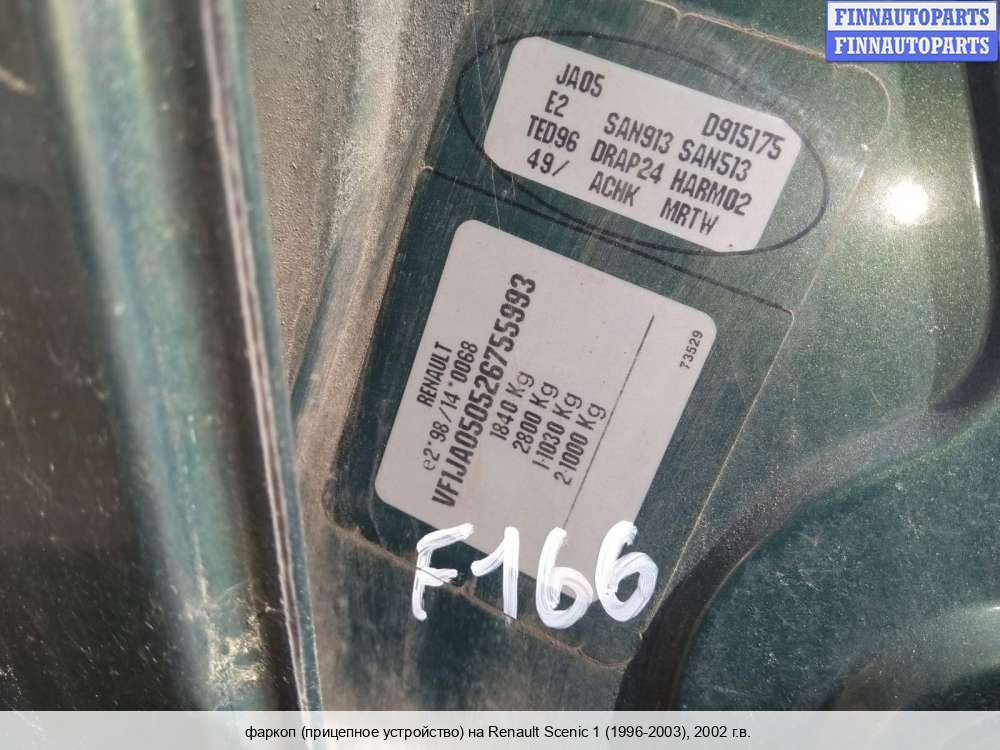 FINNAUTOPARTS
FINNAUTOPARTS
JA05 D915175
E2 SAN913 SAN513
TED96 DRAP24 HARM02
49/ ACHK MRTW
RENAULT
e2*98/14*0068
VF1JA050526755993
1840 Kg
2800 Kg
1-1030 Kg
2-1000 Kg
73529
F166
фаркоп (прицепное устройство) на Renault Scenic 1 (1996-2003), 2002 г.в.